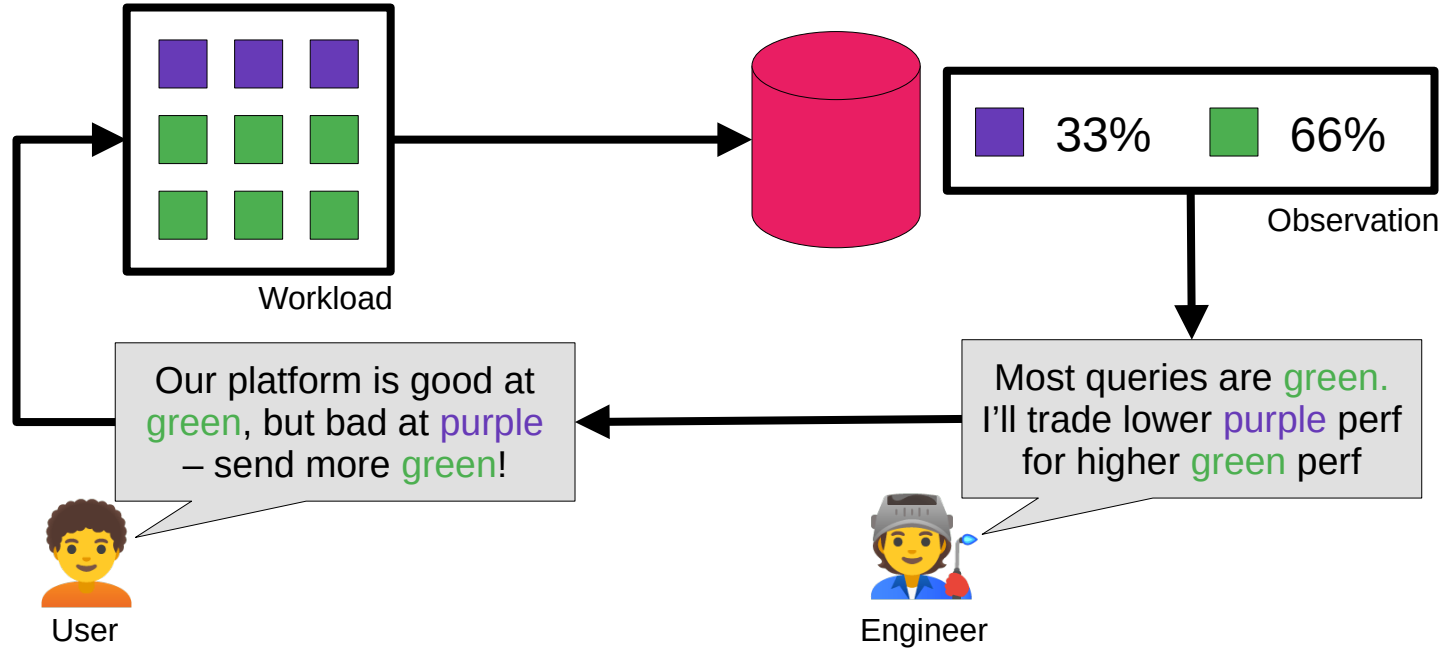 33%
66%
Observation
Workload
Our platform is good at
green, but bad at purple
– send more green!
Most queries are green.
I’ll trade lower purple perf
for higher green perf
User
Engineer